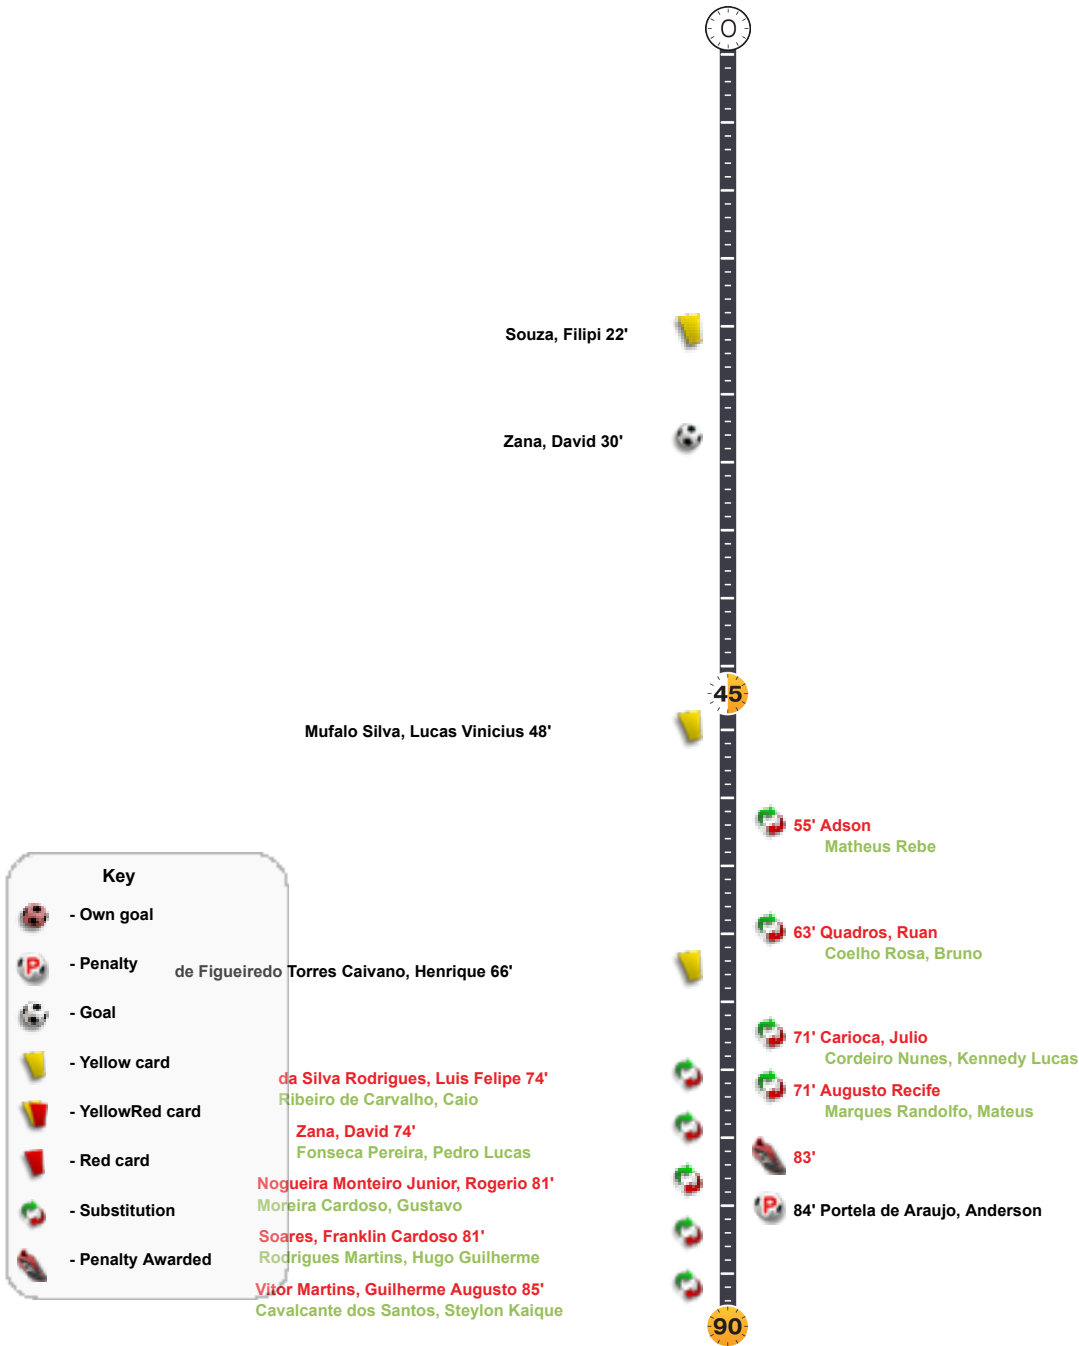 0
Souza, Filipi 22'
Zana, David 30'
45
Mufalo Silva, Lucas Vinicius 48'
55' Adson
Matheus Rebe
63' Quadros, Ruan
Coelho Rosa, Bruno
de Figueiredo Torres Caivano, Henrique 66'
71' Carioca, Julio
Cordeiro Nunes, Kennedy Lucas
71' Augusto Recife
Marques Randolfo, Mateus
da Silva Rodrigues, Luis Felipe 74'
Ribeiro de Carvalho, Caio
Zana, David 74'
Fonseca Pereira, Pedro Lucas
83'
Nogueira Monteiro Junior, Rogerio 81'
Moreira Cardoso, Gustavo
P 84' Portela de Araujo, Anderson
Soares, Franklin Cardoso 81'
Rodrigues Martins, Hugo Guilherme
Vitor Martins, Guilherme Augusto 85'
Cavalcante dos Santos, Steylon Kaique
90
Key
- Own goal
P - Penalty
- Goal
- Yellow card
- YellowRed card
- Red card
- Substitution
- Penalty Awarded